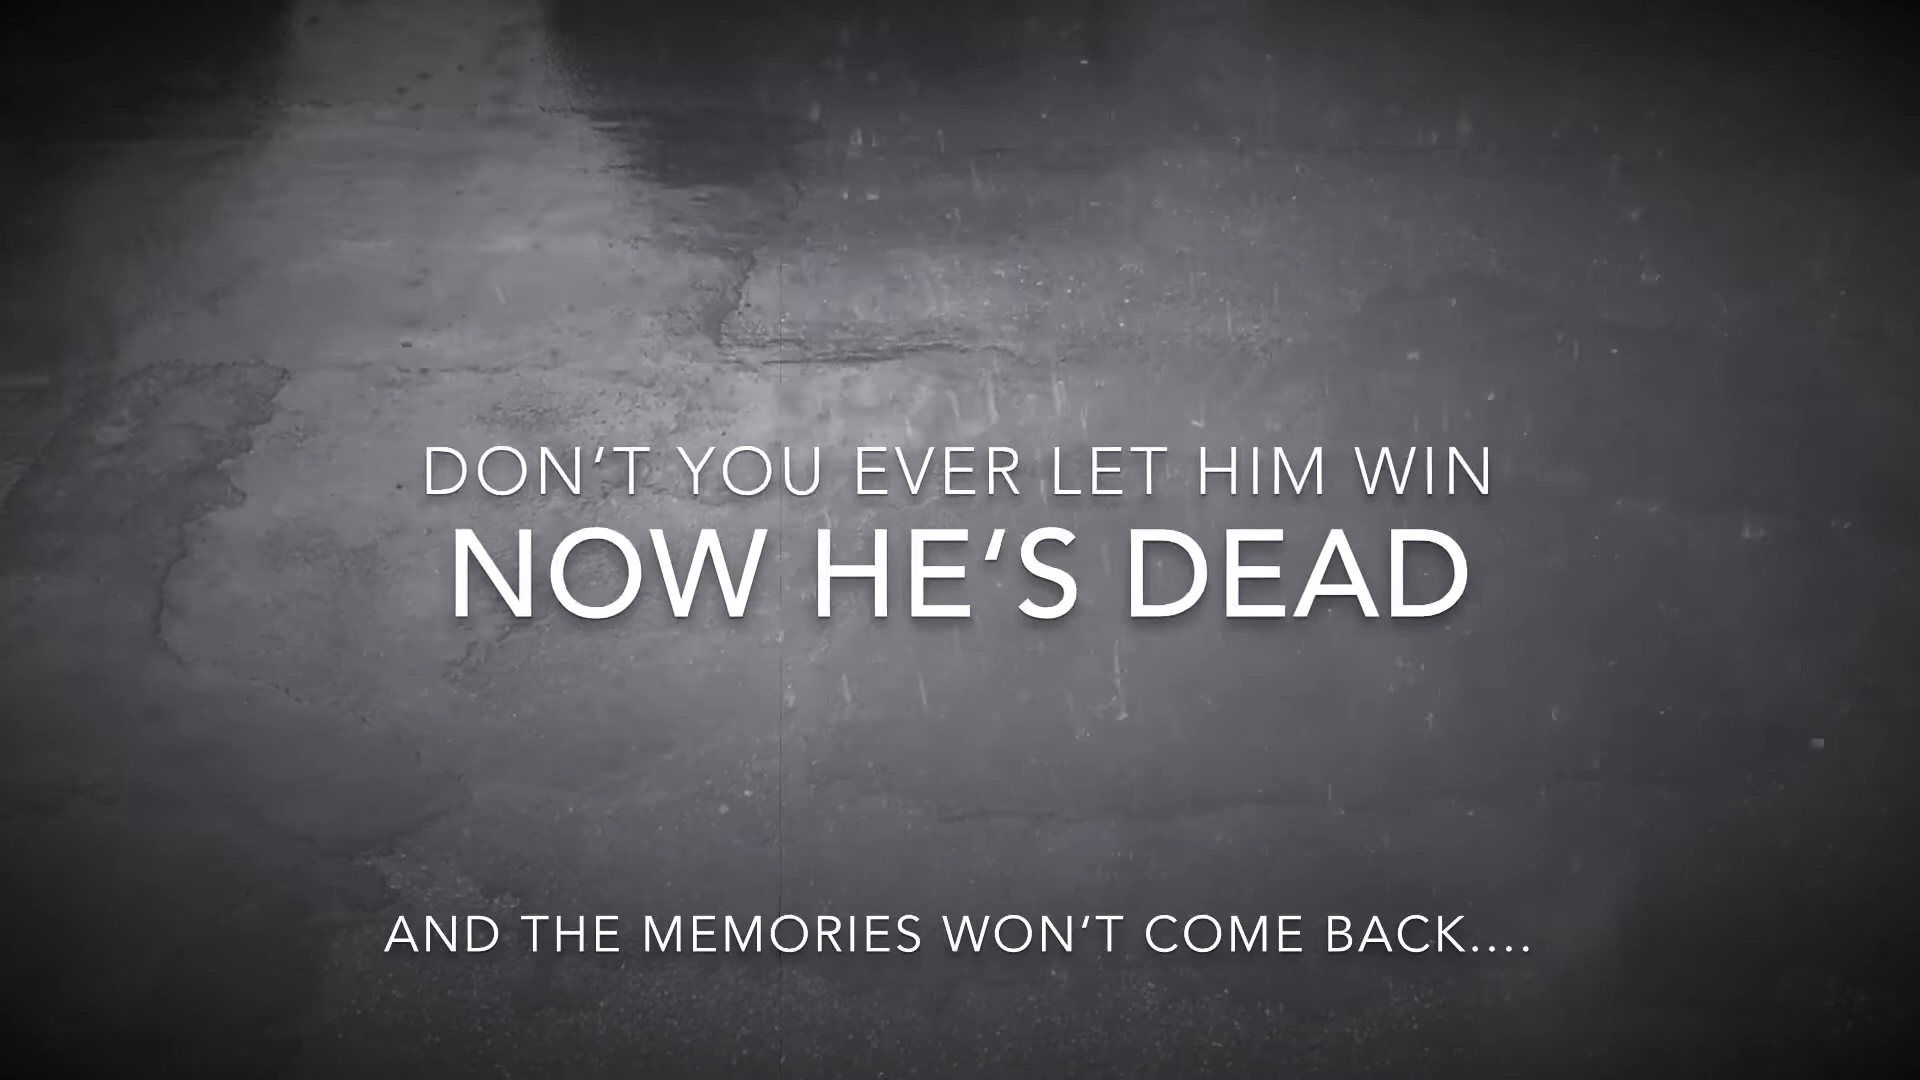 DON‘T YOU EVER LET HIM WIN
NOW HE‘S DEAD
AND THE MEMORIES WON‘T COME BACK....